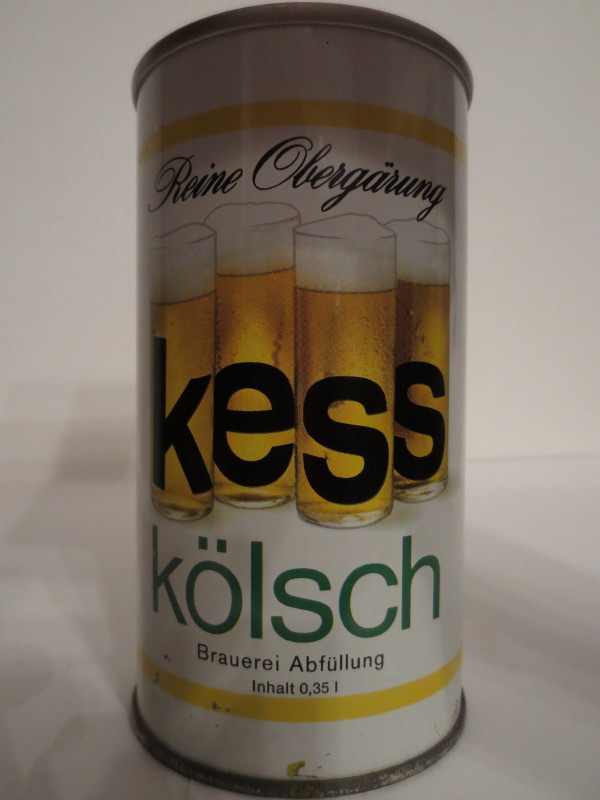 Reine Obergärung
kess
kölsch
Brauerei Abfüllung
Inhalt 0,35 l